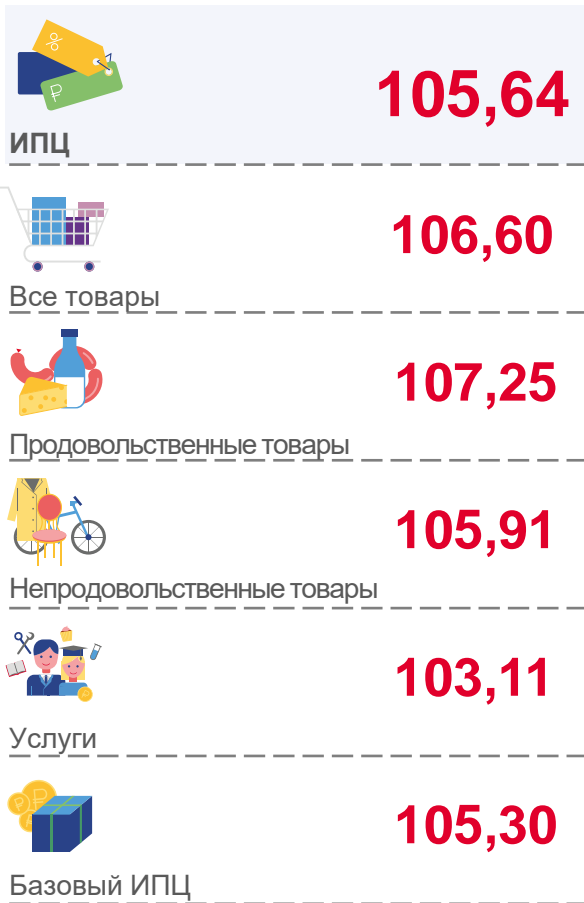 %
₽
105,64
ИПЦ
106,60
Все товары
107,25
Продовольственные товары
105,91
Непродовольственные товары
103,11
Услуги
₽
₽
105,30
Базовый ИПЦ